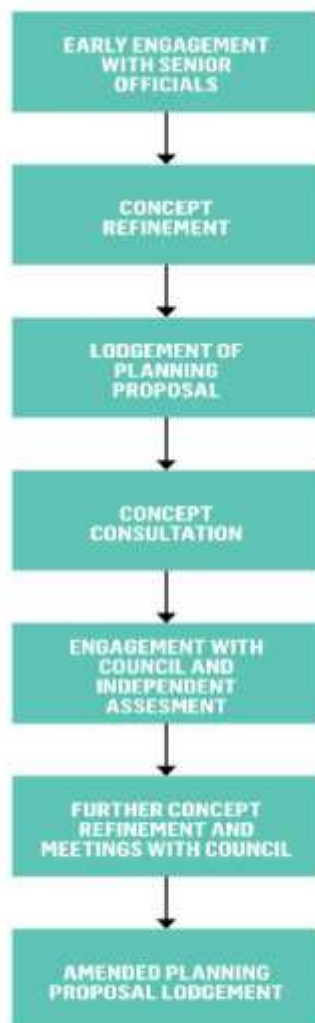 EARLY ENGAGEMENT
WITH SENIOR
OFFICIALS
CONCEPT
REFINEMENT
LODGEMENT OF
PLANNING
PROPOSAL
CONCEPT
CONSULTATION
ENGAGEMENT WITH
COUNCIL AND
INDEPENDENT
ASSESMENT
FURTHER CONCEPT
REFINEMENT AND
MEETINGS WITH COUNCIL
AMENDED PLANNING
PROPOSAL LODGEMENT